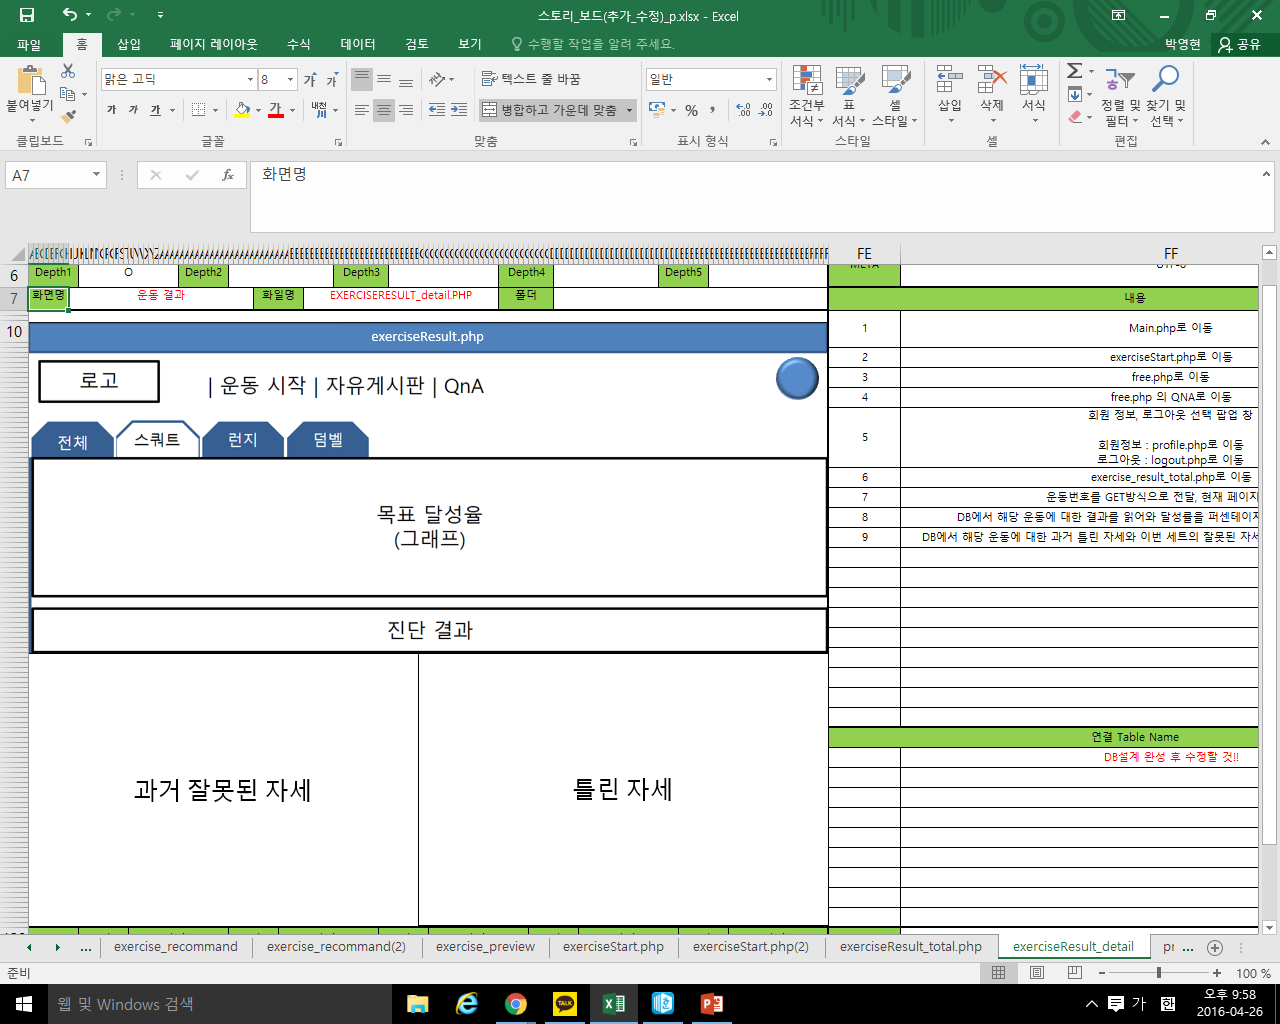 스토리_보드(추가_수정)_p.xlsx - Excel
파일 홈 삽입 페이지 레이아웃 수식 데이터 검토 보기 수행할 작업을 알려 주세요. 박영현 공유
붙여넣기
맑은 고딕 8
텍스트 줄 바꿈
병합하고 가운데 맞춤
일반
조건부 서식
표 서식
셀 스타일
삽입 삭제 서식
정렬 및 필터
찾기 및 선택
클립보드 글꼴 맞춤 표시 형식 스타일 셀 편집
A7 fx 화면명
FE FF
6 Depth1 O Depth2 Depth3 Depth4 Depth5
7 화면명 운동 결과 화일명 EXERCISERESULT_detail.PHP 폴더
내용
10 exerciseResult.php
로고 | 운동 시작 | 자유게시판 | QnA
전체 스쿼트 런지 덤벨
목표 달성율
(그래프)
진단 결과
과거 잘못된 자세
틀린 자세
1 Main.php로 이동
2 exerciseStart.php로 이동
3 free.php로 이동
4 free.php 의 QNA로 이동
5 회원 정보, 로그아웃 선택 팝업 창
회원정보 : profile.php로 이동
로그아웃 : logout.php로 이동
6 exercise_result_total.php로 이동
7 운동번호를 GET방식으로 전달, 현재 페이지
8 DB에서 해당 운동에 대한 결과를 읽어와 달성률을 퍼센테이지
9 DB에서 해당 운동에 대한 과거 틀린 자세와 이번 세트의 잘못된 자세
연결 Table Name
DB설계 완성 후 수정할 것!!
... exercise_recommand exercise_recommand(2) exercise_preview exerciseStart.php exerciseStart.php(2) exerciseResult_total.php exerciseResult_detail pr ...
준비 100 %
웹 및 Windows 검색
TALK
가 한
오후 9:58
2016-04-26